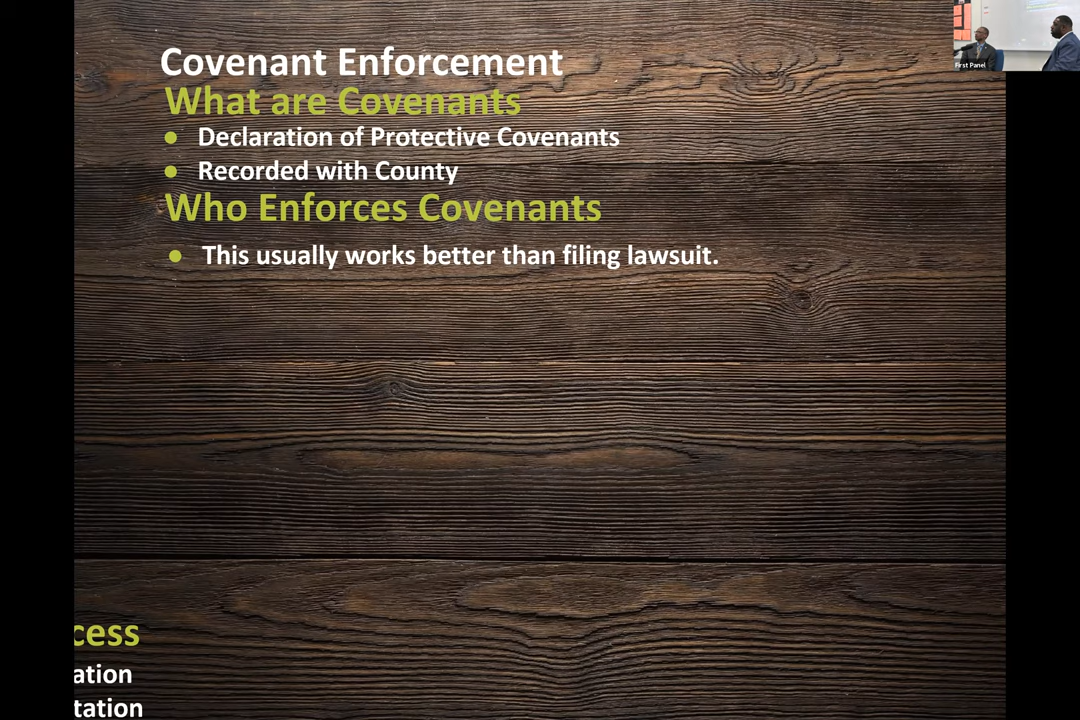 Covenant Enforcement
What are Covenants
● Declaration of Protective Covenants
● Recorded with County
Who Enforces Covenants
● This usually works better than filing lawsuit.
cess
ation
tation
First Panel